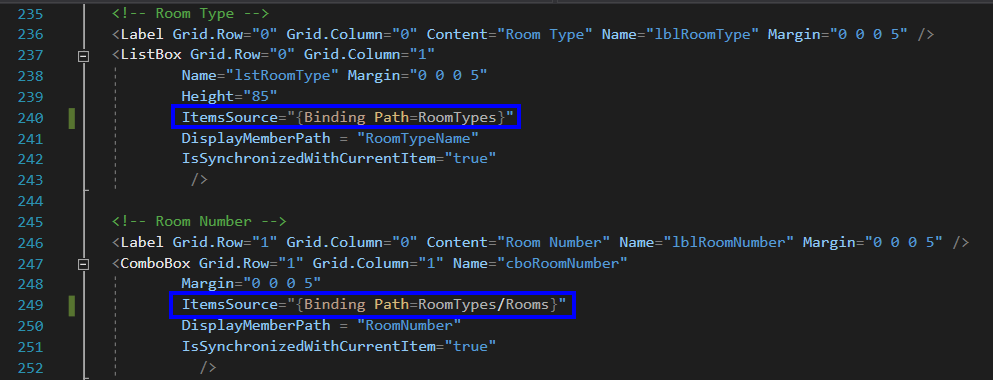 235 <!-- Room Type -->
236 <Label Grid.Row="0" Grid.Column="0" Content="Room Type" Name="lblRoomType" Margin="0 0 0 5" />
237 <ListBox Grid.Row="0" Grid.Column="1"
238 Name="lstRoomType" Margin="0 0 0 5"
239 Height="85"
240 ItemsSource="{Binding Path=RoomTypes}"
241 DisplayMemberPath = "RoomTypeName"
242 IsSynchronizedWithCurrentItem="true"
243 />
244
245 <!-- Room Number -->
246 <Label Grid.Row="1" Grid.Column="0" Content="Room Number" Name="lblRoomNumber" Margin="0 0 0 5" />
247 <ComboBox Grid.Row="1" Grid.Column="1" Name="cboRoomNumber"
248 Margin="0 0 0 5"
249 ItemsSource="{Binding Path=RoomTypes/Rooms}"
250 DisplayMemberPath = "RoomNumber"
251 IsSynchronizedWithCurrentItem="true"
252 />